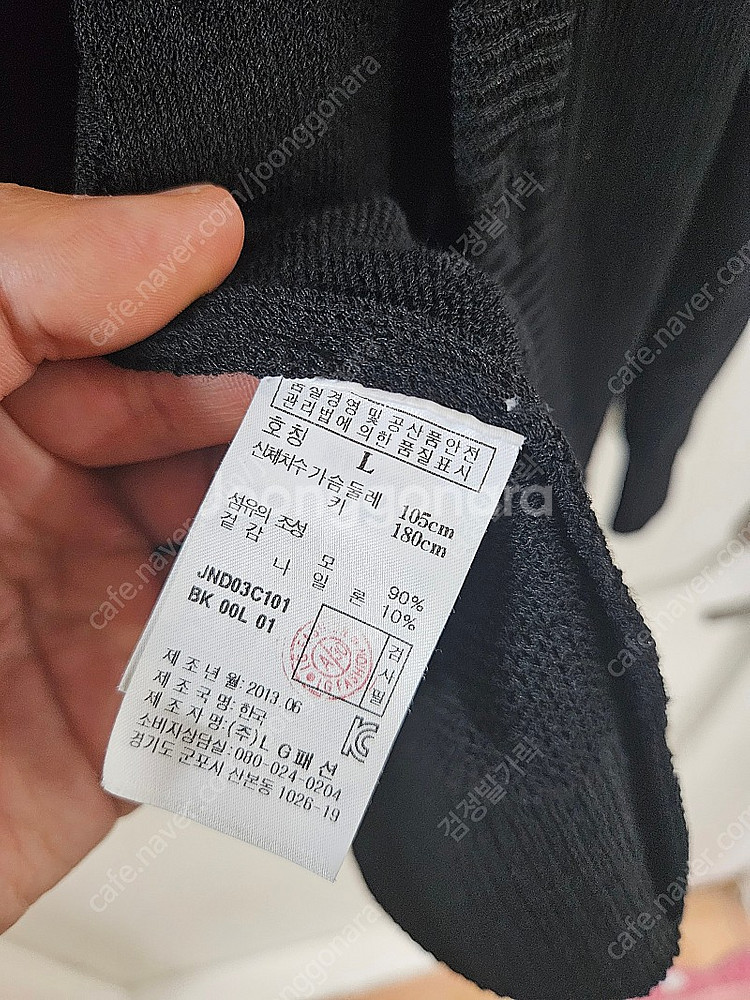 품질경영 및 공산품안전
관리법에 의한 품질표시
호칭 L
신체치수 가슴둘레 105cm
키 180cm
섬유의 조성
겉감 모 90%
나일론 10%
JND03C101
BK 00L 01
검사필
제조년월: 2013.06
제조국명: 한국
제조자명: (주)LG패션
소비자상담실: 080-024-0204
경기도 군포시 산본동 1026-19
joonggonara
cafe.naver.com/joonggonara
검정발가락